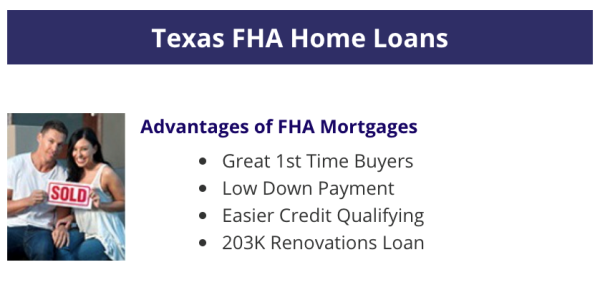 Texas FHA Home Loans
Advantages of FHA Mortgages
SOLD
• Great 1st Time Buyers
• Low Down Payment
• Easier Credit Qualifying
• 203K Renovations Loan